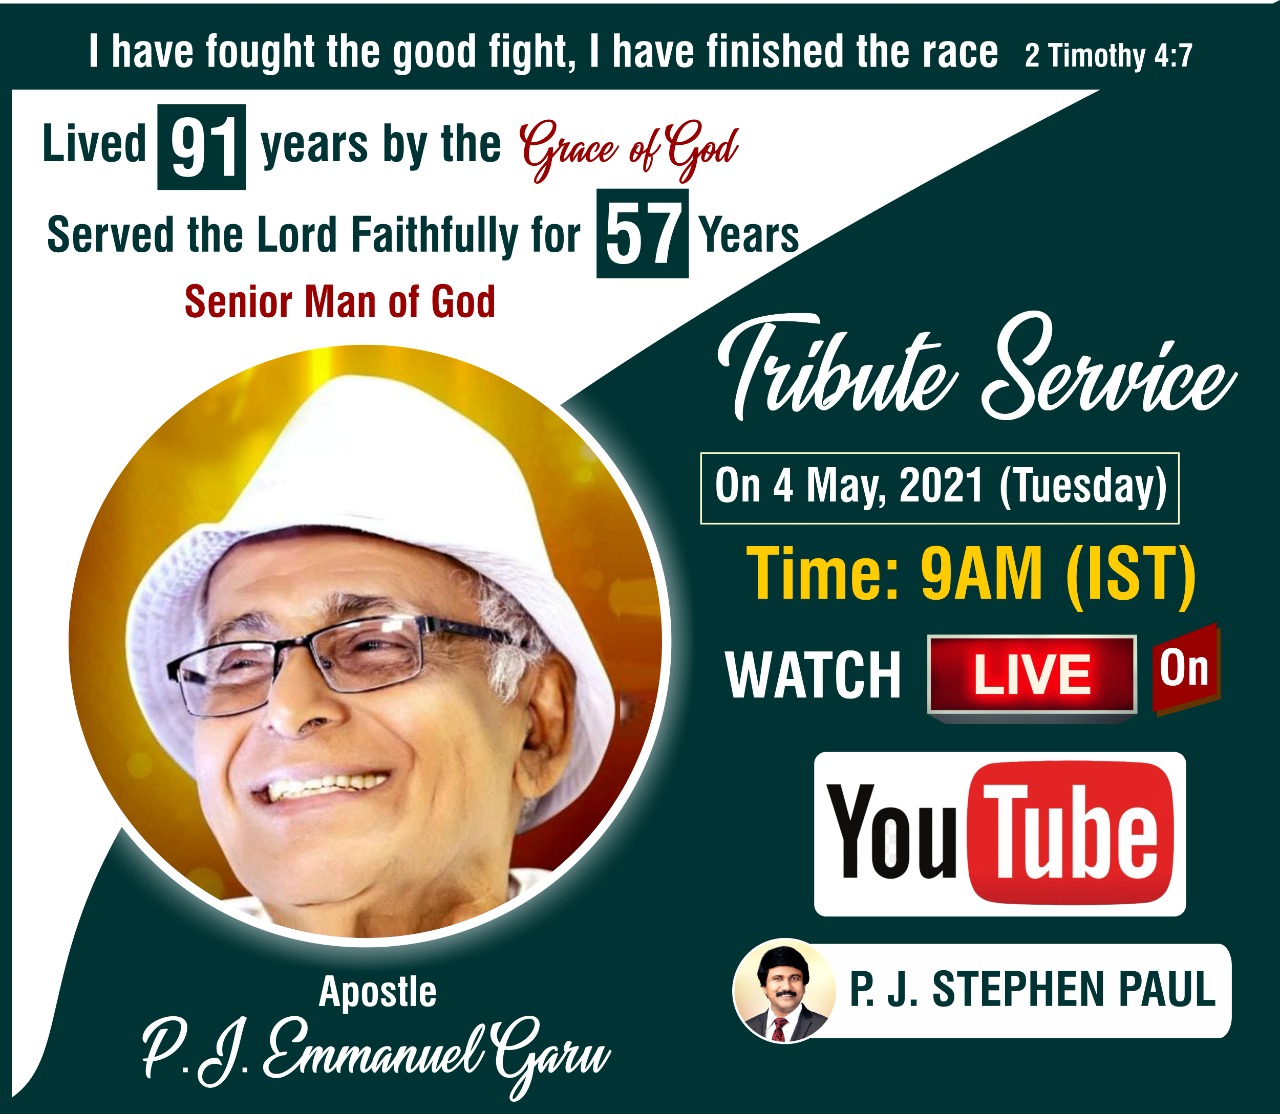 I have fought the good fight, I have finished the race 2 Timothy 4:7
Lived 91 years by the Grace of God
Served the Lord Faithfully for 57 Years
Senior Man of God
Tribute Service
On 4 May, 2021 (Tuesday)
Time: 9AM (IST)
WATCH LIVE On
YouTube
P. J. STEPHEN PAUL
Apostle
P.J. Emmanuel Garu